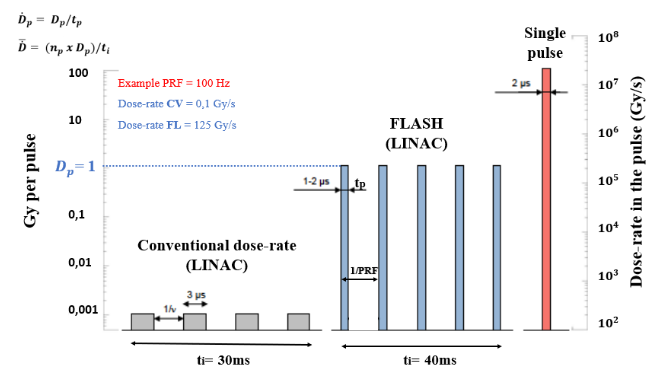 Ḋₚ = Dₚ/tₚ
D̄̇ = (nₚ x Dₚ)/tᵢ
Single
pulse
10⁸
100
Example PRF = 100 Hz
2 µs
10⁷
Dose-rate CV = 0,1 Gy/s
10
Dose-rate FL = 125 Gy/s
FLASH
(LINAC)
10⁶
Gy per pulse
Dose-rate in the pulse (Gy/s)
Dₚ= 1
1-2 µs
tp
10⁵
0,1
10⁴
Conventional dose-rate
(LINAC)
0,01
1/PRF
10³
3 µs
0,001
1/v
10²
ti= 30ms
ti= 40ms